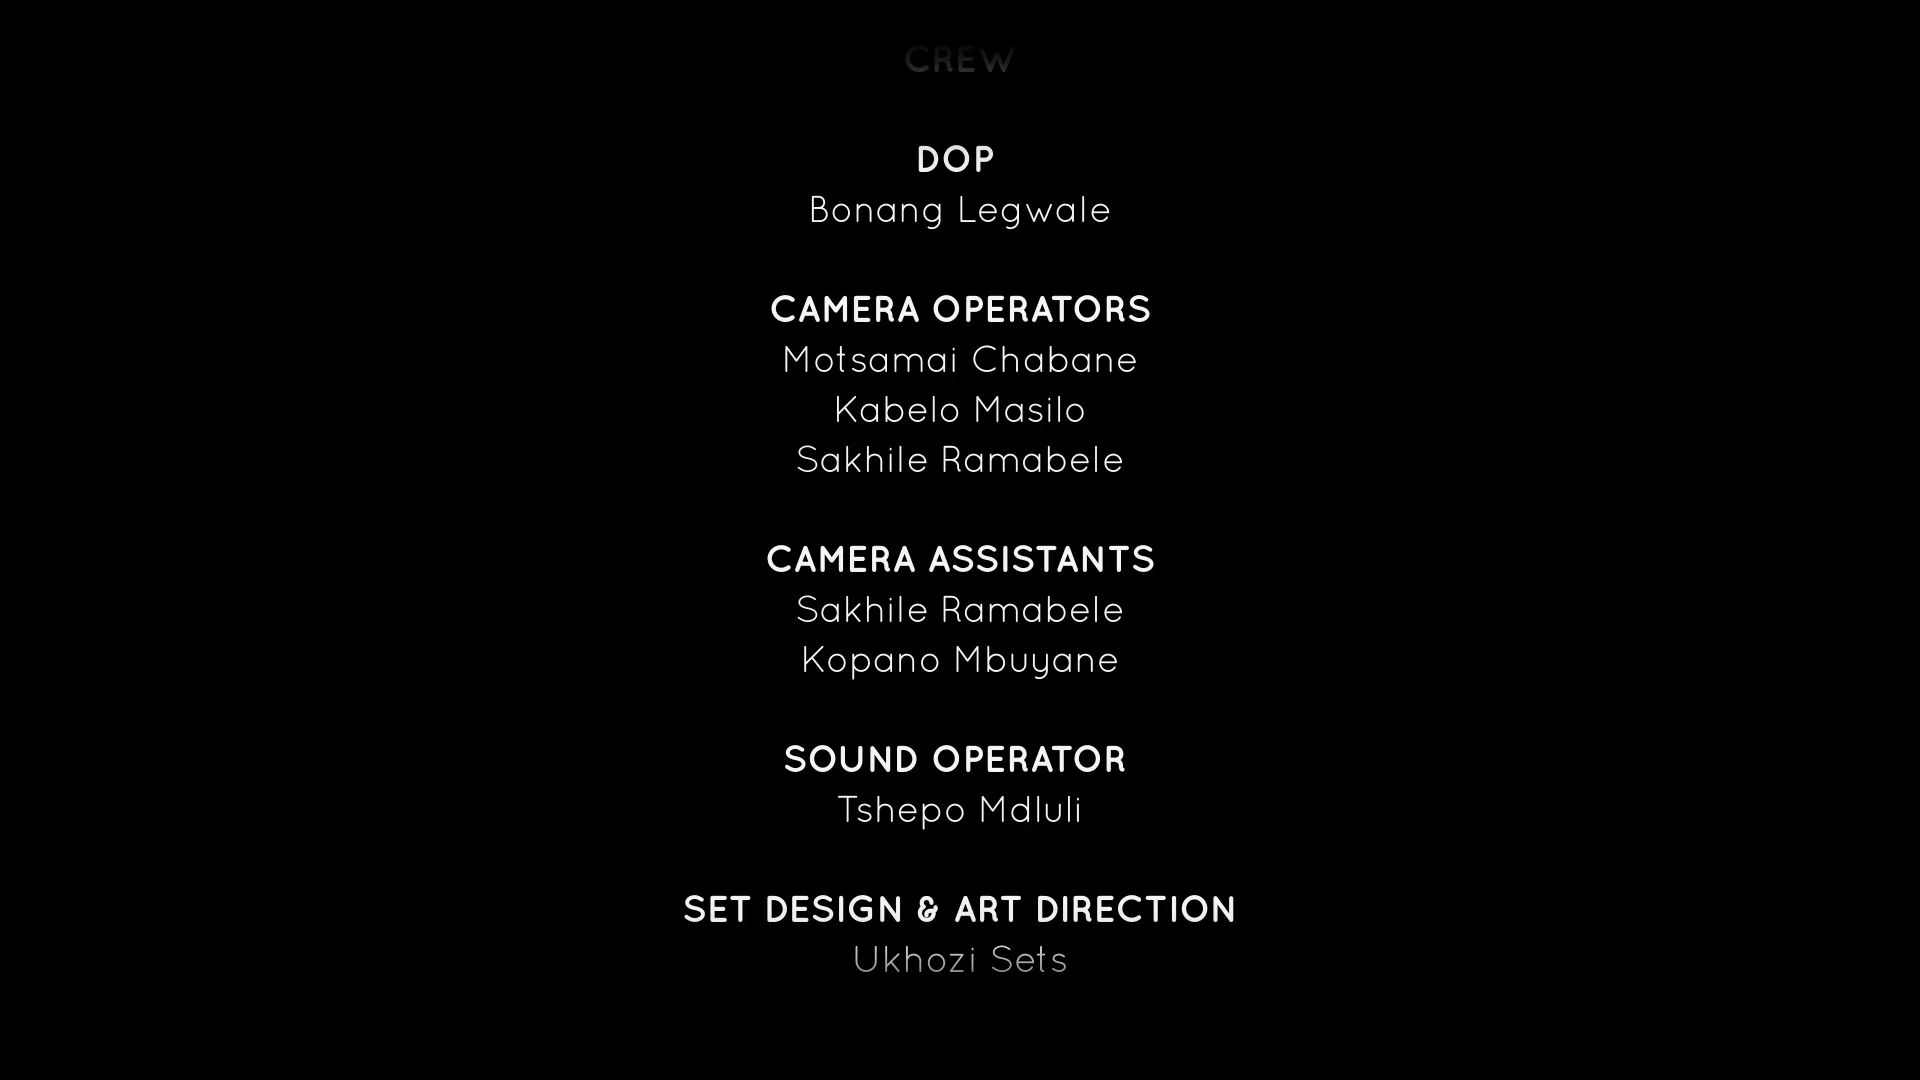 CREW
DOP
Bonang Legwale
CAMERA OPERATORS
Motsamai Chabane
Kabelo Masilo
Sakhile Ramabele
CAMERA ASSISTANTS
Sakhile Ramabele
Kopano Mbuyane
SOUND OPERATOR
Tshepo Mdluli
SET DESIGN & ART DIRECTION
Ukhozi Sets